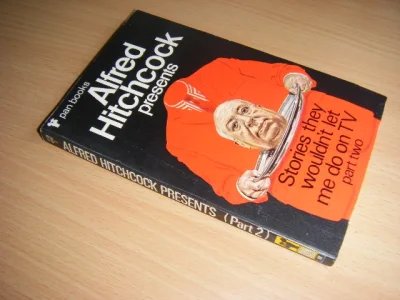 pan books
Alfred
Hitchcock
presents
Stories they
wouldn't let
me do on TV
part two
ALFRED HITCHCOCK PRESENTS (Part 2)